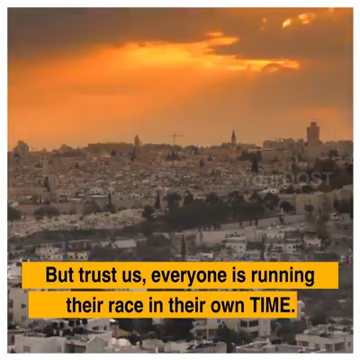 But trust us, everyone is running
their race in their own TIME.